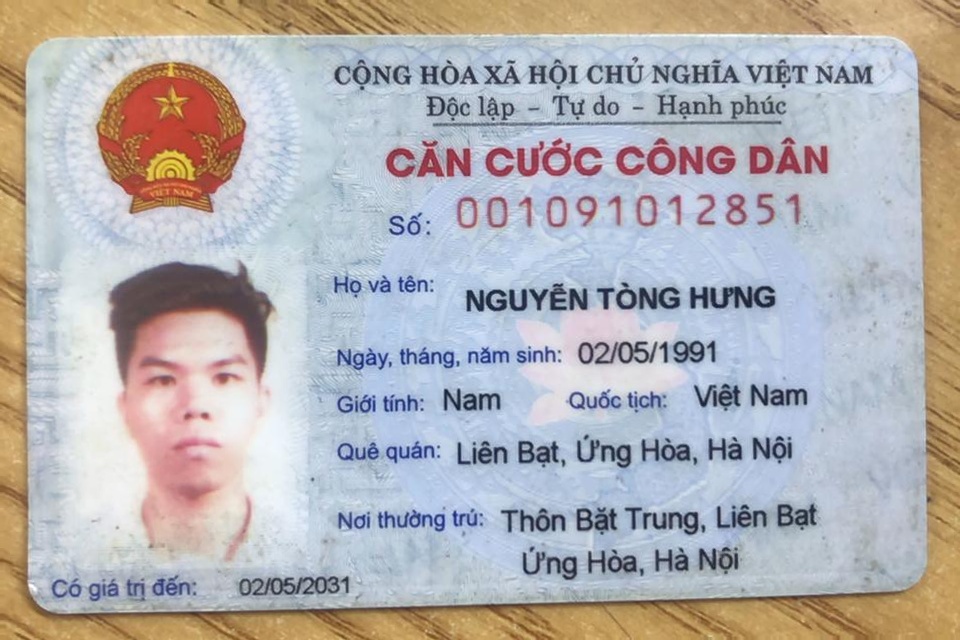 CỘNG HÒA XÃ HỘI CHỦ NGHĨA VIỆT NAM
Độc lập - Tự do - Hạnh phúc
CĂN CƯỚC CÔNG DÂN
Số: 001091012851
Họ và tên: NGUYỄN TÒNG HƯNG
Ngày, tháng, năm sinh: 02/05/1991
Giới tính: Nam Quốc tịch: Việt Nam
Quê quán: Liên Bạt, Ứng Hòa, Hà Nội
Nơi thường trú: Thôn Bặt Trung, Liên Bạt
Ứng Hòa, Hà Nội
Có giá trị đến: 02/05/2031
VIỆT NAM